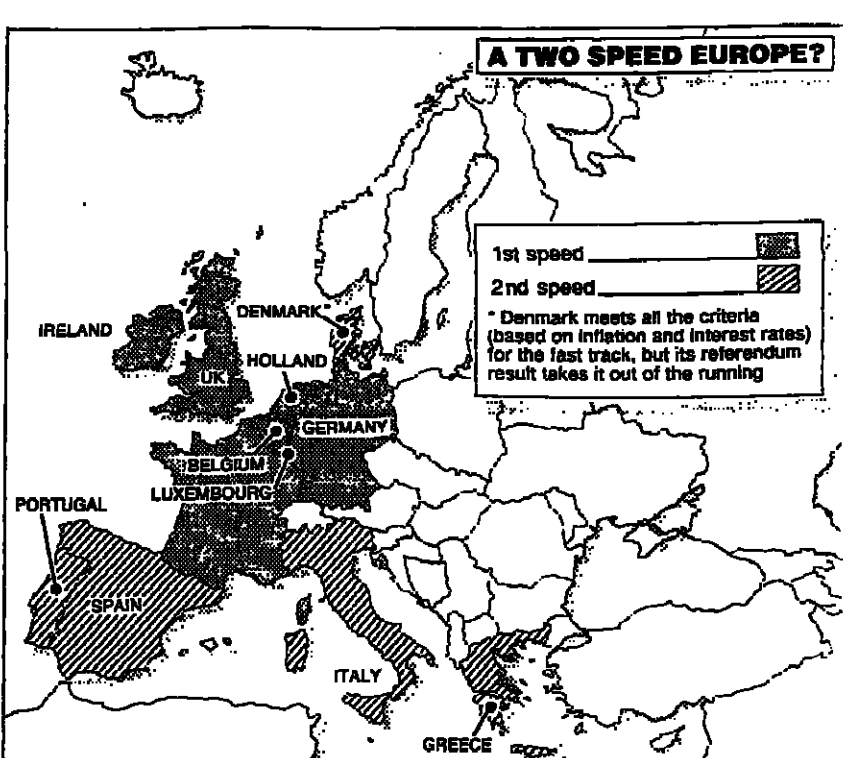 A TWO SPEED EUROPE?
1st speed
2nd speed
* Denmark meets all the criteria
(based on inflation and interest rates)
for the fast track, but its referendum
result takes it out of the running
DENMARK*
IRELAND
HOLLAND
UK
GERMANY
BELGIUM
LUXEMBOURG
PORTUGAL
SPAIN
ITALY
GREECE